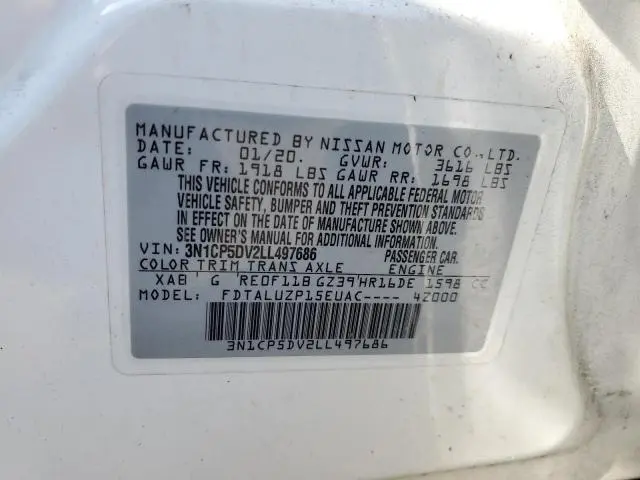 MANUFACTURED BY NISSAN MOTOR CO.,LTD.
DATE: 01/20. GVWR: 3616 LBS
GAWR FR: 1918 LBS GAWR RR: 1698 LBS
THIS VEHICLE CONFORMS TO ALL APPLICABLE FEDERAL MOTOR
VEHICLE SAFETY, BUMPER AND THEFT PREVENTION STANDARDS
IN EFFECT ON THE DATE OF MANUFACTURE SHOWN ABOVE.
SEE OWNER'S MANUAL FOR ADDITIONAL INFORMATION.
VIN: 3N1CP5DV2LL497686 PASSENGER CAR.
COLOR TRIM TRANS AXLE ENGINE
XAB G RE0F11B GZ39 HR16DE 1598 CC
MODEL: FDTALUZP15EUAC---- 42000
3N1CP5DV2LL497686